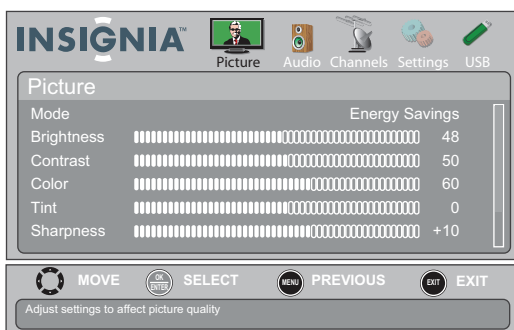 INSIGNIA™
Picture Audio Channels Settings USB
Picture
Mode Energy Savings
Brightness 48
Contrast 50
Color 60
Tint 0
Sharpness +10
MOVE OK ENTER SELECT MENU PREVIOUS EXIT EXIT
Adjust settings to affect picture quality